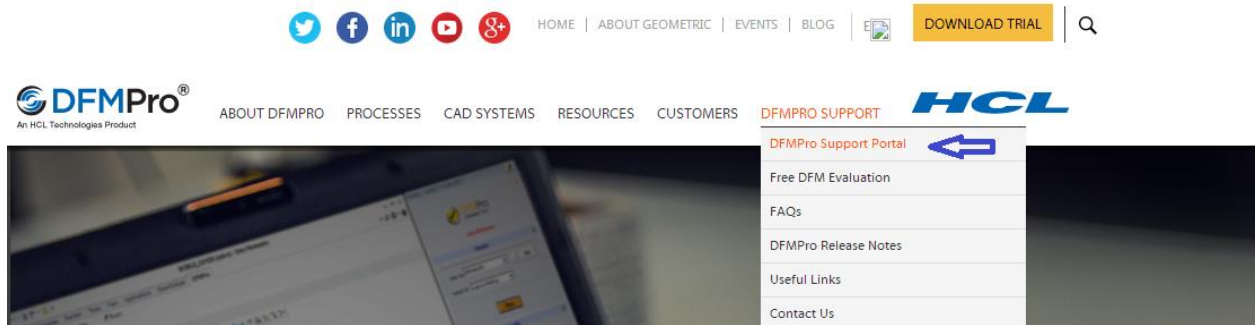 HOME | ABOUT GEOMETRIC | EVENTS | BLOG | E DOWNLOAD TRIAL
DFMPro®
An HCL Technologies Product
ABOUT DFMPRO PROCESSES CAD SYSTEMS RESOURCES CUSTOMERS DFMPRO SUPPORT
HCL
DFMPro Support Portal
Free DFM Evaluation
FAQs
DFMPro Release Notes
Useful Links
Contact Us